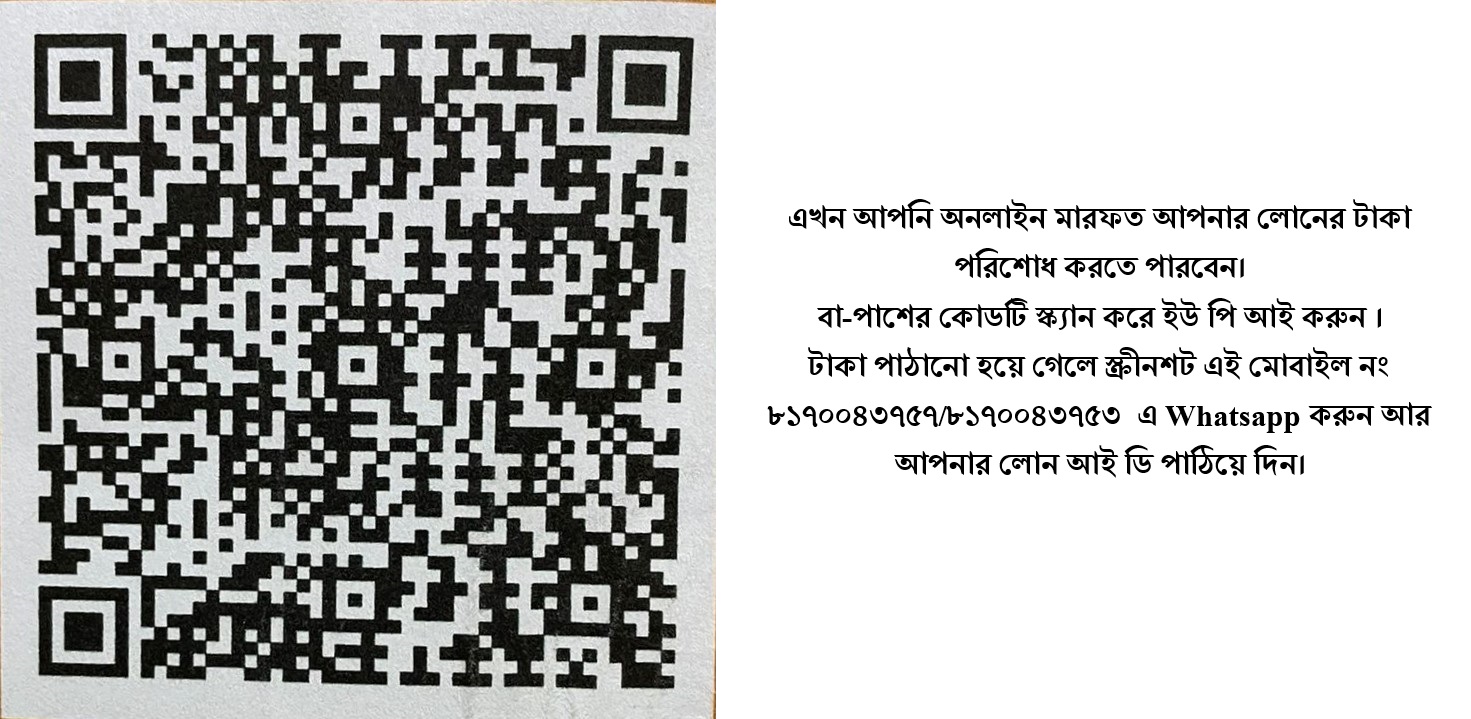 এখন আপনি অনলাইন মারফত আপনার লোনের টাকা
পরিশোধ করতে পারবেন।
বা-পাশের কোডটি স্ক্যান করে ইউ পি আই করুন ।
টাকা পাঠানো হয়ে গেলে স্ক্রীনশট এই মোবাইল নং
৮১৭০০৪৩৭৫৭/৮১৭০০৪৩৭৫৩ এ Whatsapp করুন আর
আপনার লোন আই ডি পাঠিয়ে দিন।